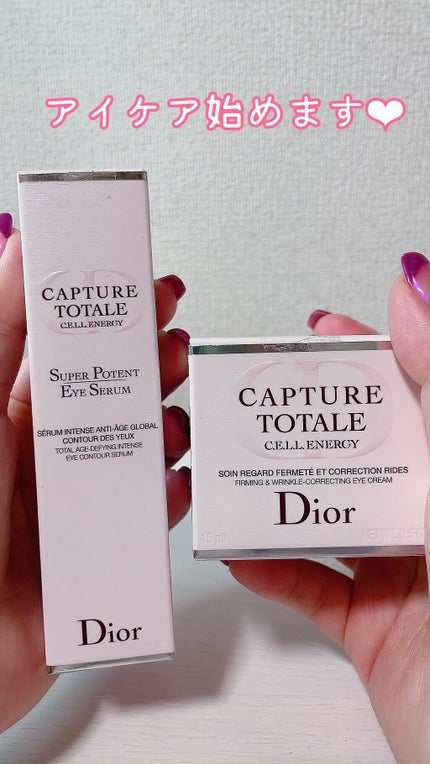 アイケア始めます❤
CAPTURE
TOTALE
C.E.L.L. ENERGY
SUPER POTENT
EYE SERUM
SÉRUM INTENSE ANTI-ÂGE GLOBAL
CONTOUR DES YEUX
TOTAL AGE-DEFYING INTENSE
EYE CONTOUR SERUM
Dior
CAPTURE
TOTALE
C.E.L.L. ENERGY
SOIN REGARD FERMETÉ ET CORRECTION RIDES
FIRMING & WRINKLE-CORRECTING EYE CREAM
Dior
15 ml